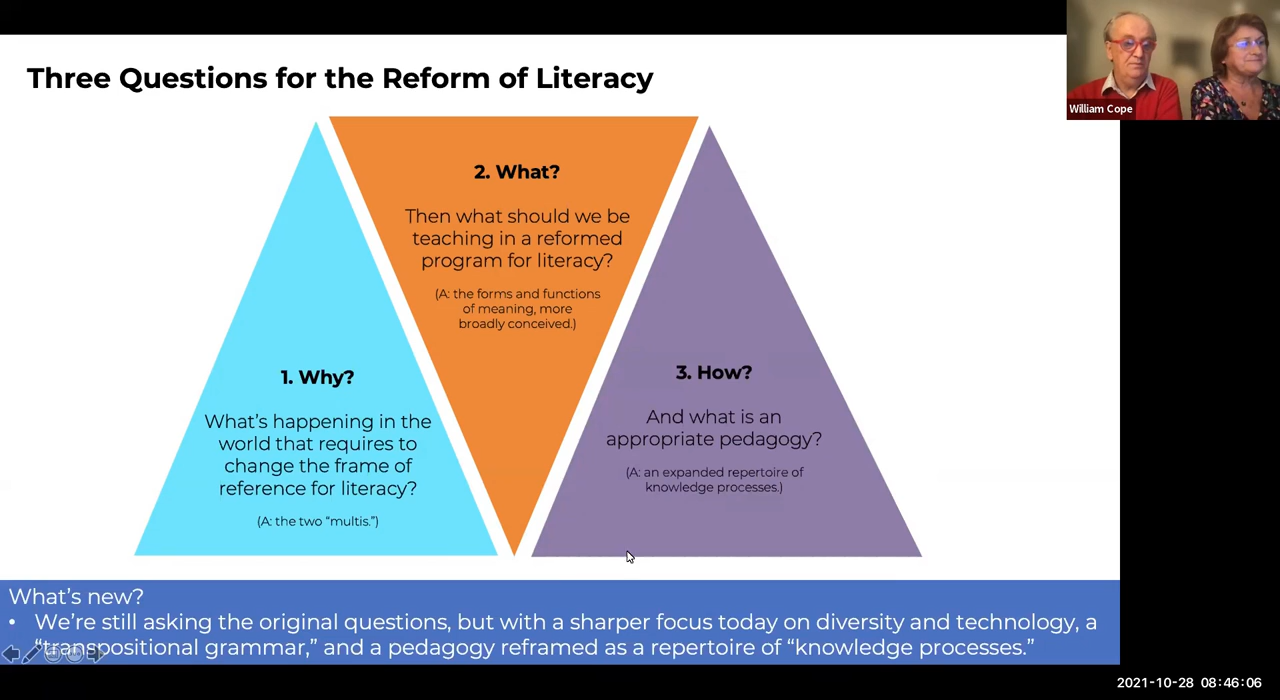 Three Questions for the Reform of Literacy
William Cope
2. What?
Then what should we be
teaching in a reformed
program for literacy?
(A: the forms and functions
of meaning, more
broadly conceived.)
1. Why?
What's happening in the
world that requires to
change the frame of
reference for literacy?
(A: the two “multis.”)
3. How?
And what is an
appropriate pedagogy?
(A: an expanded repertoire of
knowledge processes.)
What's new?
• We're still asking the original questions, but with a sharper focus today on diversity and technology, a
“transpositional grammar,” and a pedagogy reframed as a repertoire of “knowledge processes.”
2021-10-28 08:46:06